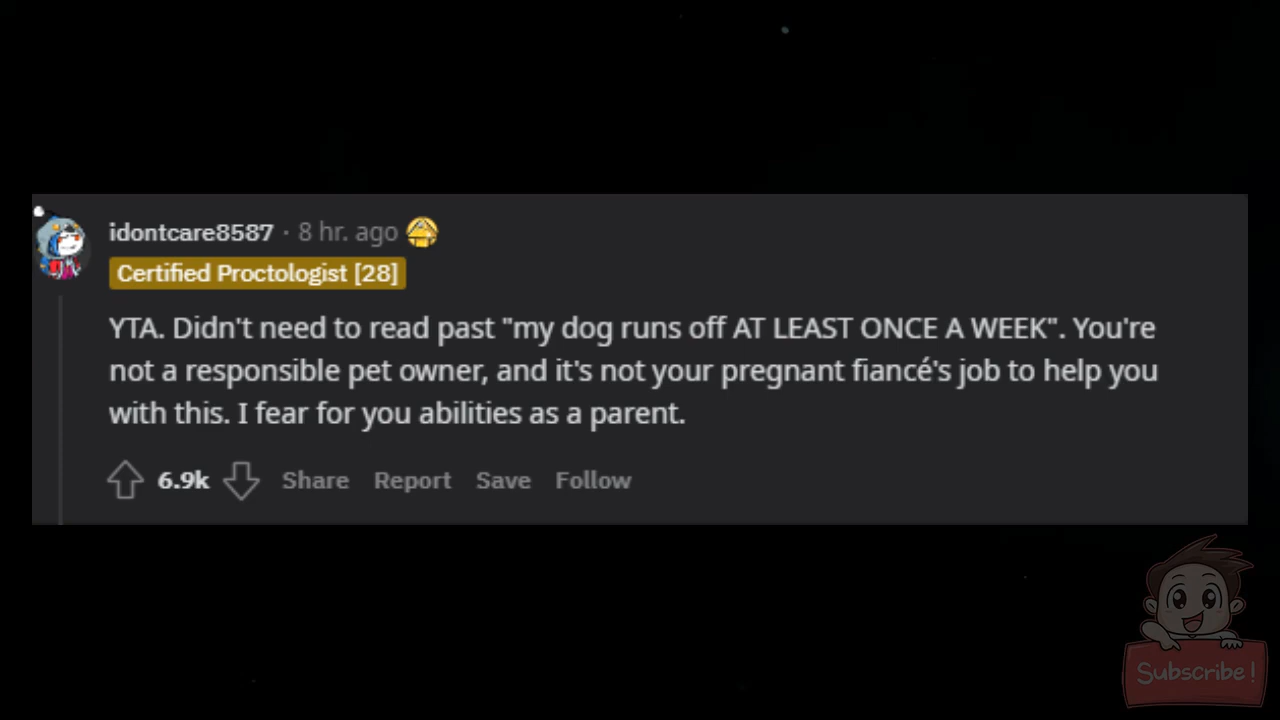 idontcare8587 · 8 hr. ago
Certified Proctologist [28]
YTA. Didn't need to read past "my dog runs off AT LEAST ONCE A WEEK". You're
not a responsible pet owner, and it's not your pregnant fiancé's job to help you
with this. I fear for you abilities as a parent.
6.9k Share Report Save Follow
Subscribe!